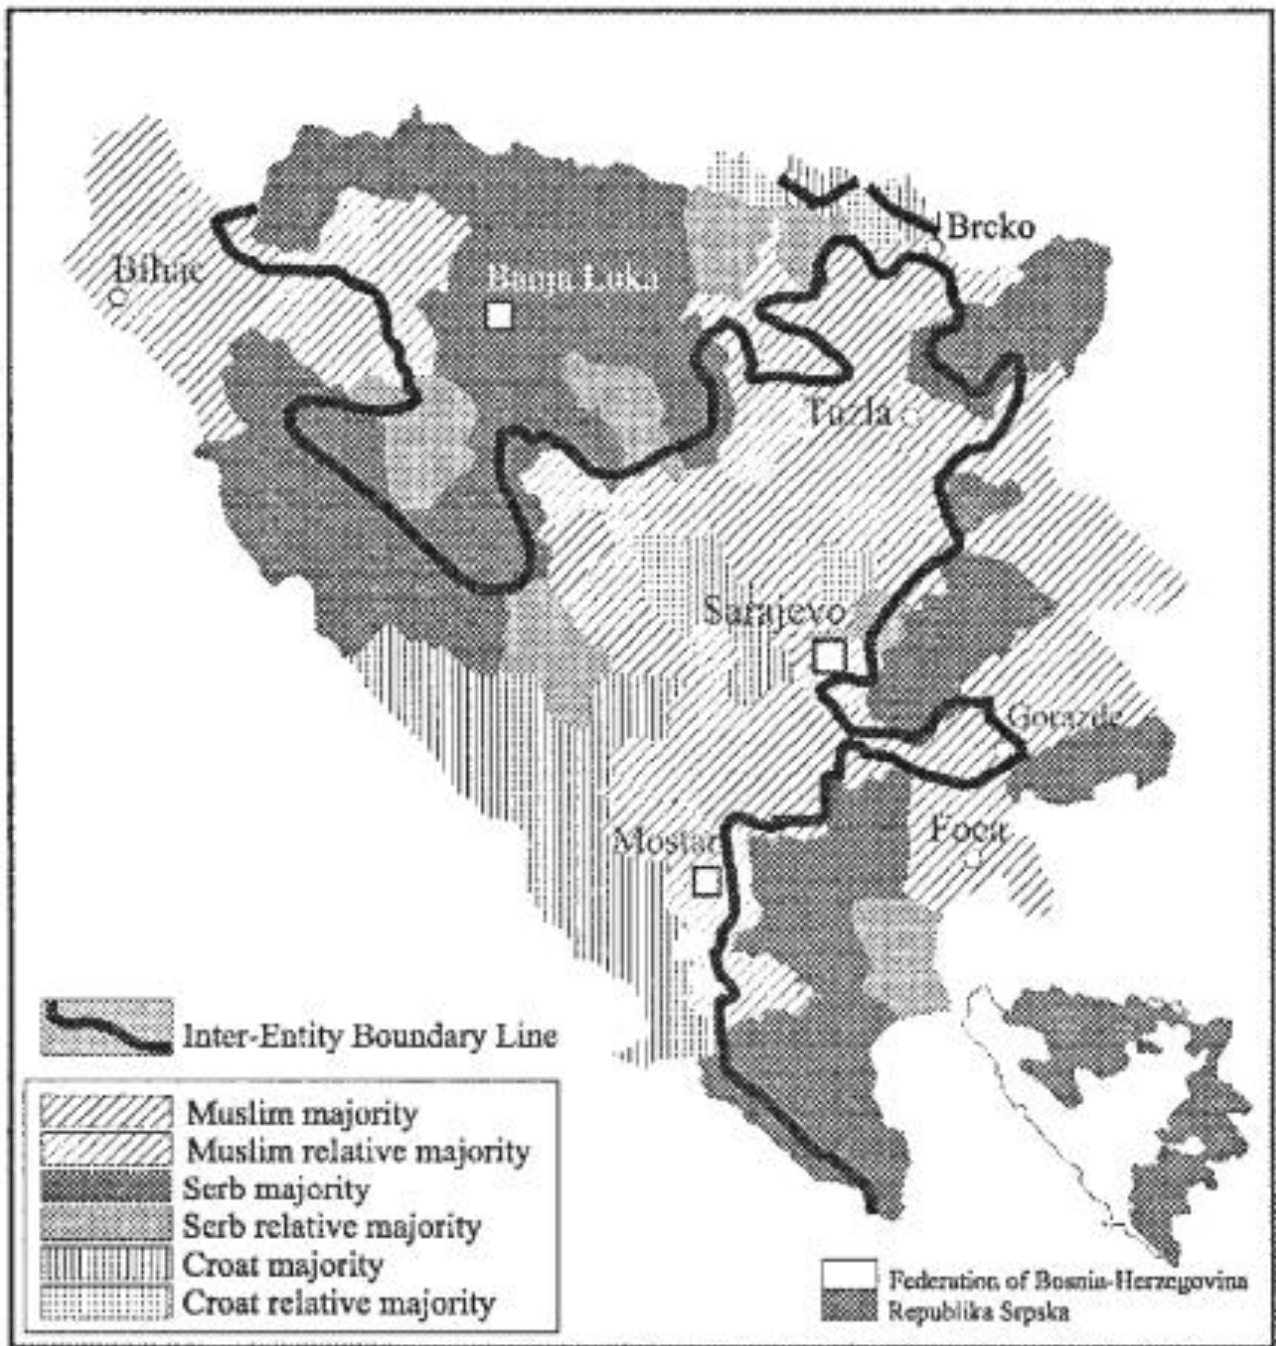 Brcko
Bihac
Banja Luka
Tuzla
Sarajevo
Gorazde
Mostar
Foca
Inter-Entity Boundary Line
Muslim majority
Muslim relative majority
Serb majority
Serb relative majority
Croat majority
Croat relative majority
Federation of Bosnia-Herzegovina
Republika Srpska